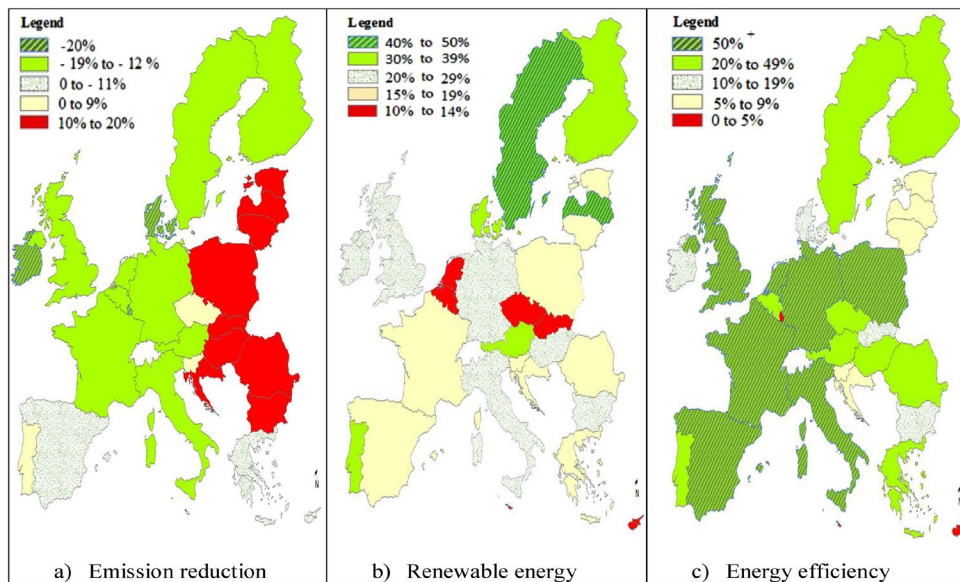 Legend
-20%
- 19% to - 12 %
0 to - 11%
0 to 9%
10% to 20%
N
a) Emission reduction
Legend
40% to 50%
30% to 39%
20% to 29%
15% to 19%
10% to 14%
N
b) Renewable energy
Legend
50% +
20% to 49%
10% to 19%
5% to 9%
0 to 5%
N
c) Energy efficiency